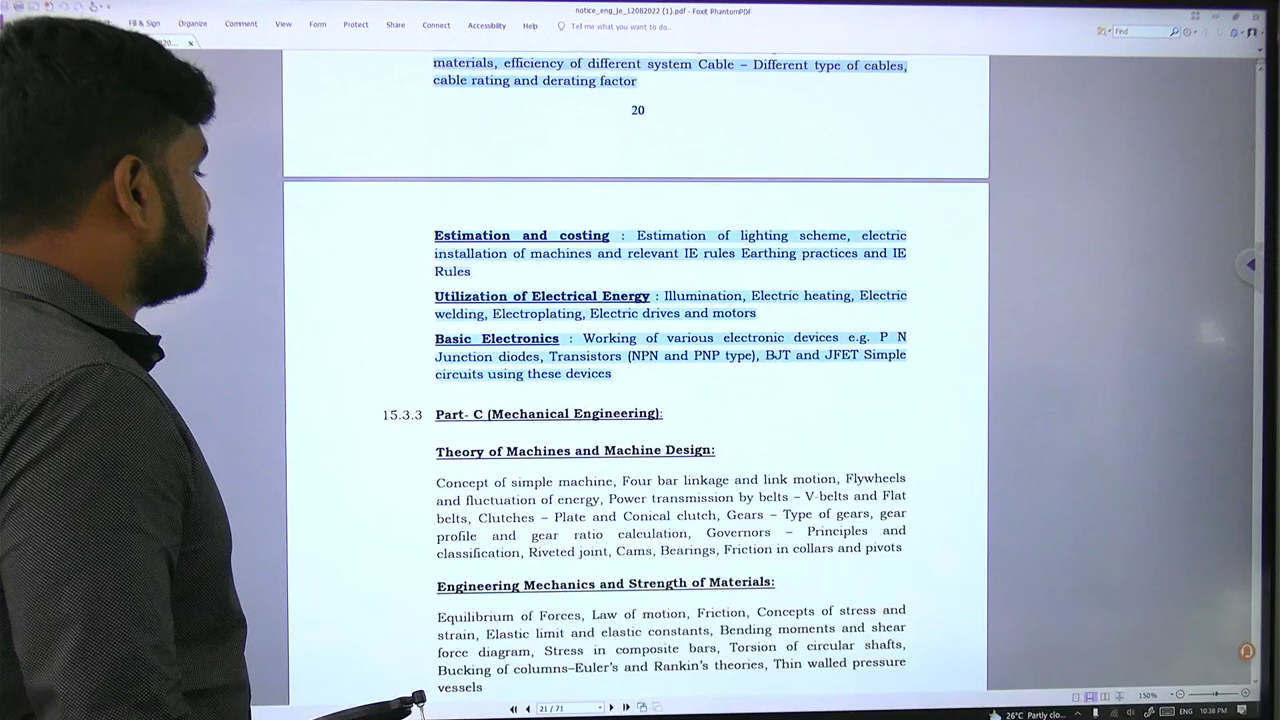 notice_eng_je_12082022 (1).pdf - Foxit PhantomPDF
Fill & Sign Organize Comment View Form Protect Share Connect Accessibility Help Tell me what you want to do..
Find
materials, efficiency of different system Cable – Different type of cables,
cable rating and derating factor
20
Estimation and costing : Estimation of lighting scheme, electric
installation of machines and relevant IE rules Earthing practices and IE
Rules
Utilization of Electrical Energy : Illumination, Electric heating, Electric
welding, Electroplating, Electric drives and motors
Basic Electronics : Working of various electronic devices e.g. P N
Junction diodes, Transistors (NPN and PNP type), BJT and JFET Simple
circuits using these devices
15.3.3 Part- C (Mechanical Engineering):
Theory of Machines and Machine Design:
Concept of simple machine, Four bar linkage and link motion, Flywheels
and fluctuation of energy, Power transmission by belts – V-belts and Flat
belts, Clutches – Plate and Conical clutch, Gears – Type of gears, gear
profile and gear ratio calculation, Governors – Principles and
classification, Riveted joint, Cams, Bearings, Friction in collars and pivots
Engineering Mechanics and Strength of Materials:
Equilibrium of Forces, Law of motion, Friction, Concepts of stress and
strain, Elastic limit and elastic constants, Bending moments and shear
force diagram, Stress in composite bars, Torsion of circular shafts,
Bucking of columns–Euler's and Rankin's theories, Thin walled pressure
vessels
21 / 71
150%
26°C Partly clo... ENG 10:38 PM